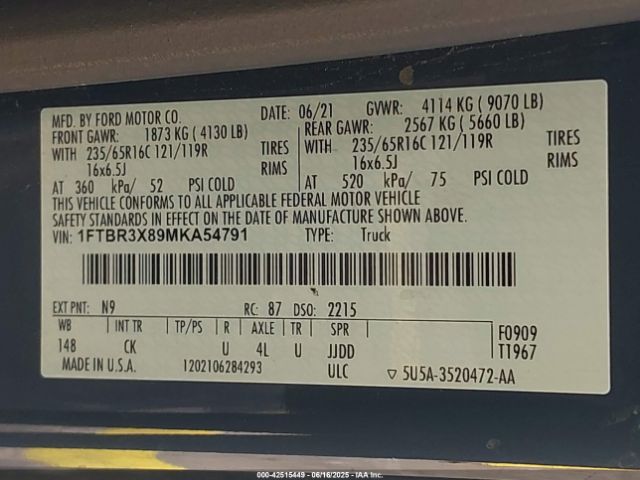 MFD. BY FORD MOTOR CO. DATE: 06/21 GVWR: 4114 KG ( 9070 LB)
FRONT GAWR: 1873 KG ( 4130 LB) REAR GAWR: 2567 KG ( 5660 LB)
WITH 235/65R16C 121/119R TIRES WITH 235/65R16C 121/119R TIRES
16x6.5J RIMS 16x6.5J RIMS
AT 360 kPa/ 52 PSI COLD AT 520 kPa/ 75 PSI COLD
THIS VEHICLE CONFORMS TO ALL APPLICABLE FEDERAL MOTOR VEHICLE
SAFETY STANDARDS IN EFFECT ON THE DATE OF MANUFACTURE SHOWN ABOVE.
VIN: 1FTBR3X89MKA54791 TYPE: Truck
EXT PNT: N9 RC: 87 DSO: 2215
WB INT TR TP/PS R AXLE TR SPR F0909
148 CK U 4L U JJDD T1967
MADE IN U.S.A. 1202106284293 ULC ▽ 5U5A-3520472-AA
000-42515449 - 06/16/2025 - IAA Inc.